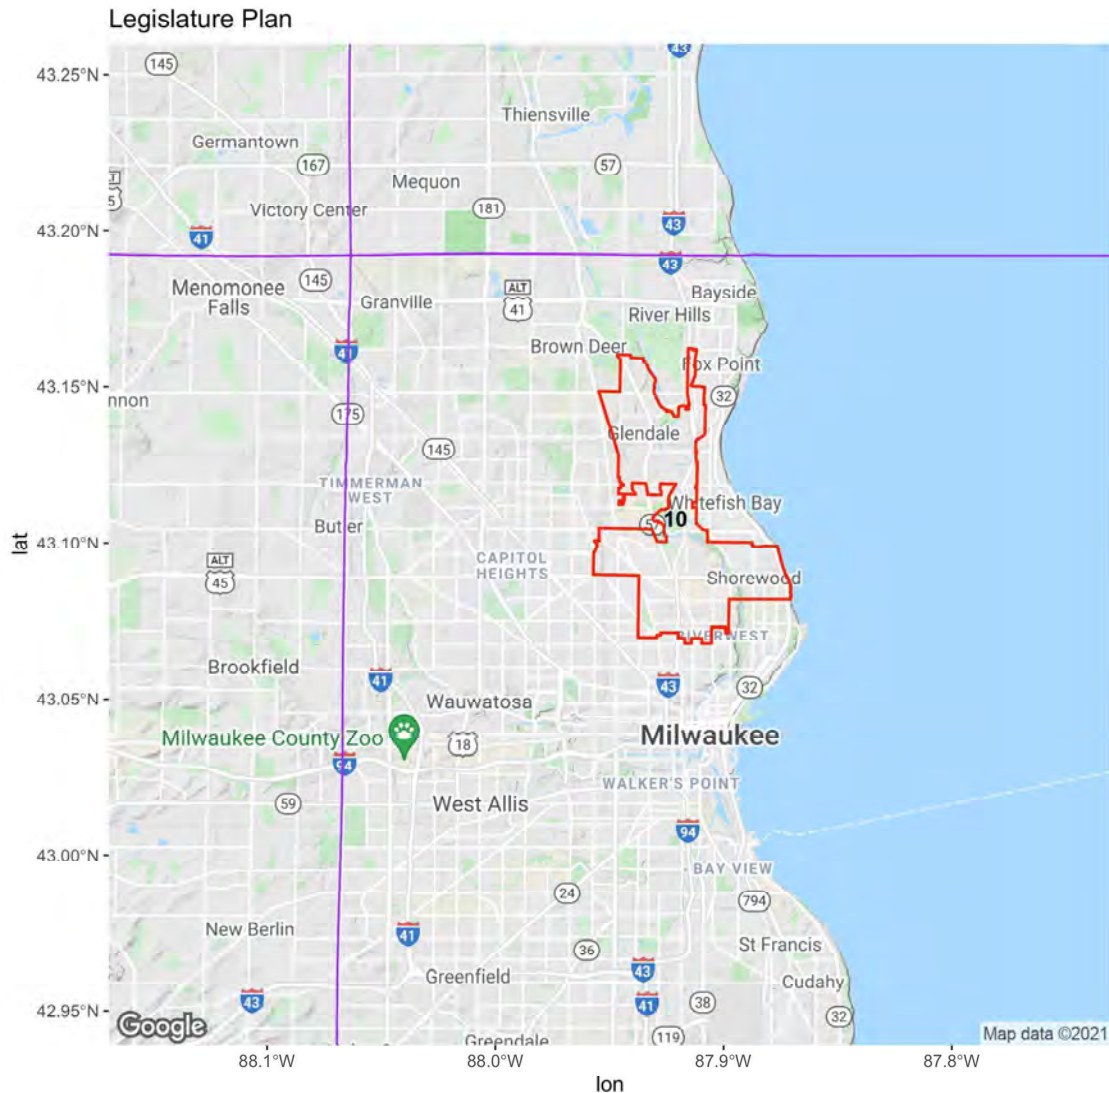 Legislature Plan
43.25°N
43.20°N
43.15°N
43.10°N
43.05°N
43.00°N
42.95°N
lat
145
43
Thiensville
Germantown
167
57
Mequon
5
Victory Center
181
41
43
43
Menomonee
Falls
145
ALT
41
Granville
Bayside
River Hills
41
Brown Deer
Fox Point
32
nnon
175
Glendale
145
TIMMERMAN
WEST
Whitefish Bay
57
10
Butler
ALT
45
CAPITOL
HEIGHTS
Shorewood
RIVERWEST
Brookfield
41
43
32
Wauwatosa
Milwaukee County Zoo
18
Milwaukee
94
59
WALKER'S POINT
West Allis
94
BAY VIEW
24
794
New Berlin
41
36
St Francis
43
Greenfield
Cudahy
43
41
38
32
Google
Greendale
119
Map data ©2021
88.1°W
88.0°W
87.9°W
87.8°W
lon